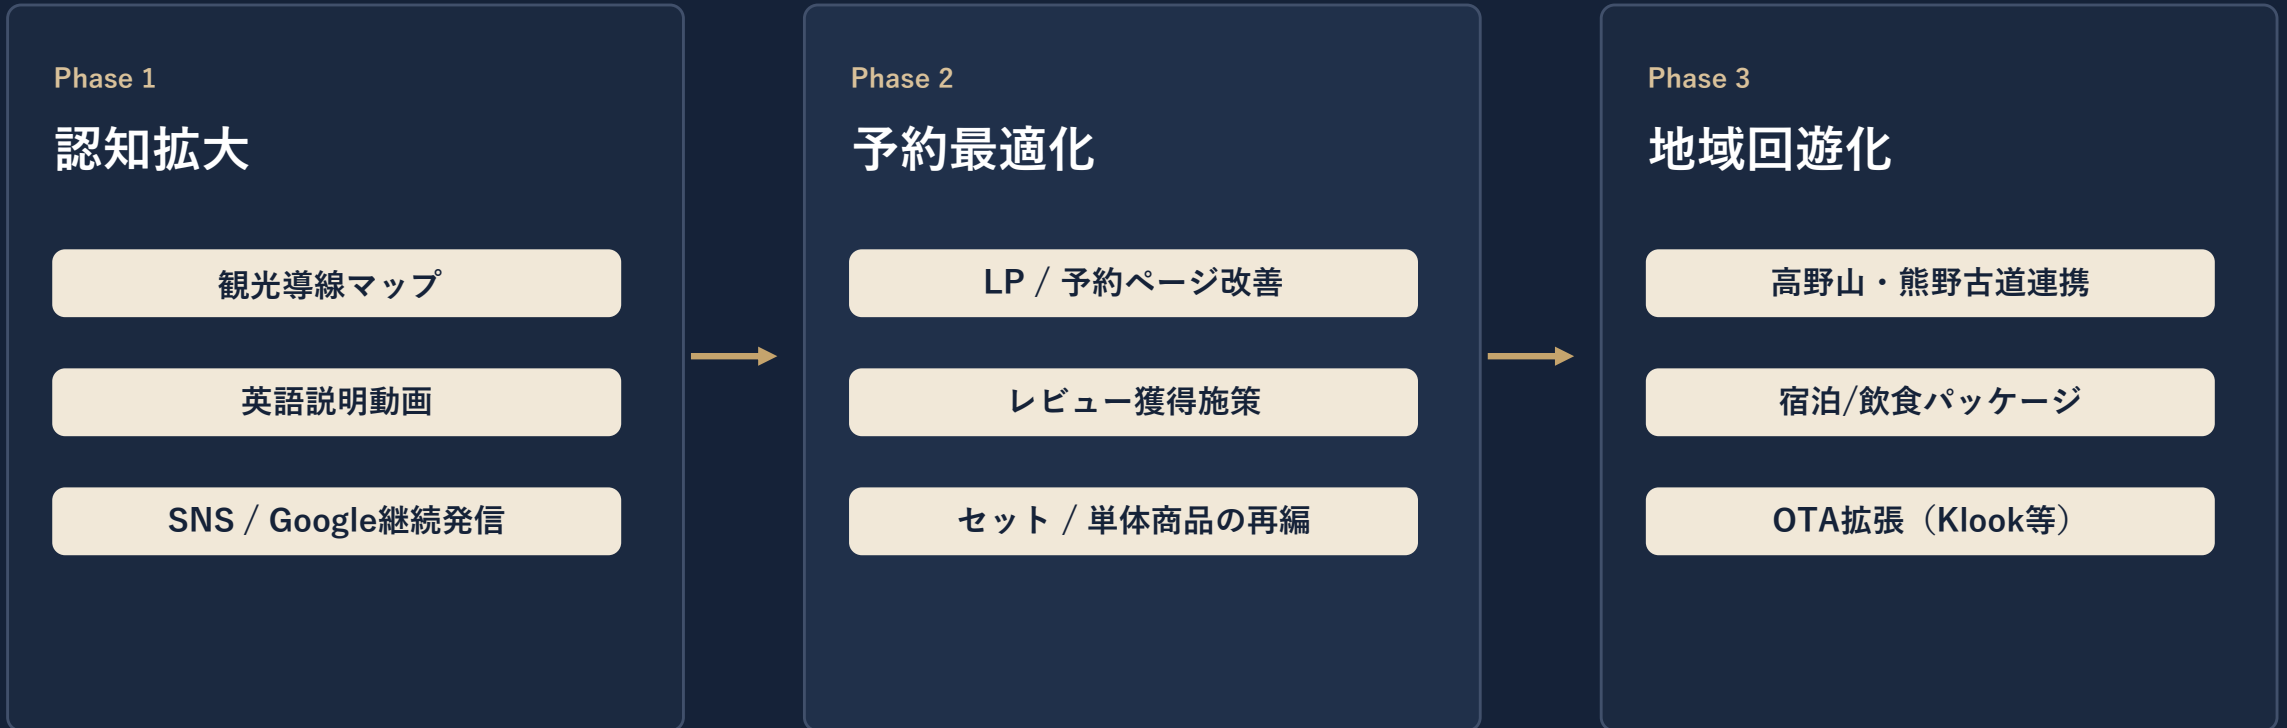 Phase 1
認知拡大
観光導線マップ
英語説明動画
SNS / Google継続発信
Phase 2
予約最適化
LP / 予約ページ改善
レビュー獲得施策
セット / 単体商品の再編
Phase 3
地域回遊化
高野山・熊野古道連携
宿泊/飲食パッケージ
OTA拡張（Klook等）